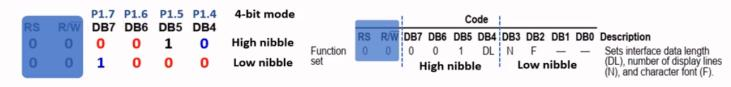 P1.7 P1.6 P1.5 P1.4 4-bit mode
RS R/W DB7 DB6 DB5 DB4
0 0 0 0 1 0 High nibble
0 0 1 0 0 0 Low nibble
Code
RS R/W DB7 DB6 DB5 DB4 DB3 DB2 DB1 DB0 Description
Function set 0 0 0 0 1 DL N F — — Sets interface data length
(DL), number of display lines
High nibble Low nibble (N), and character font (F).